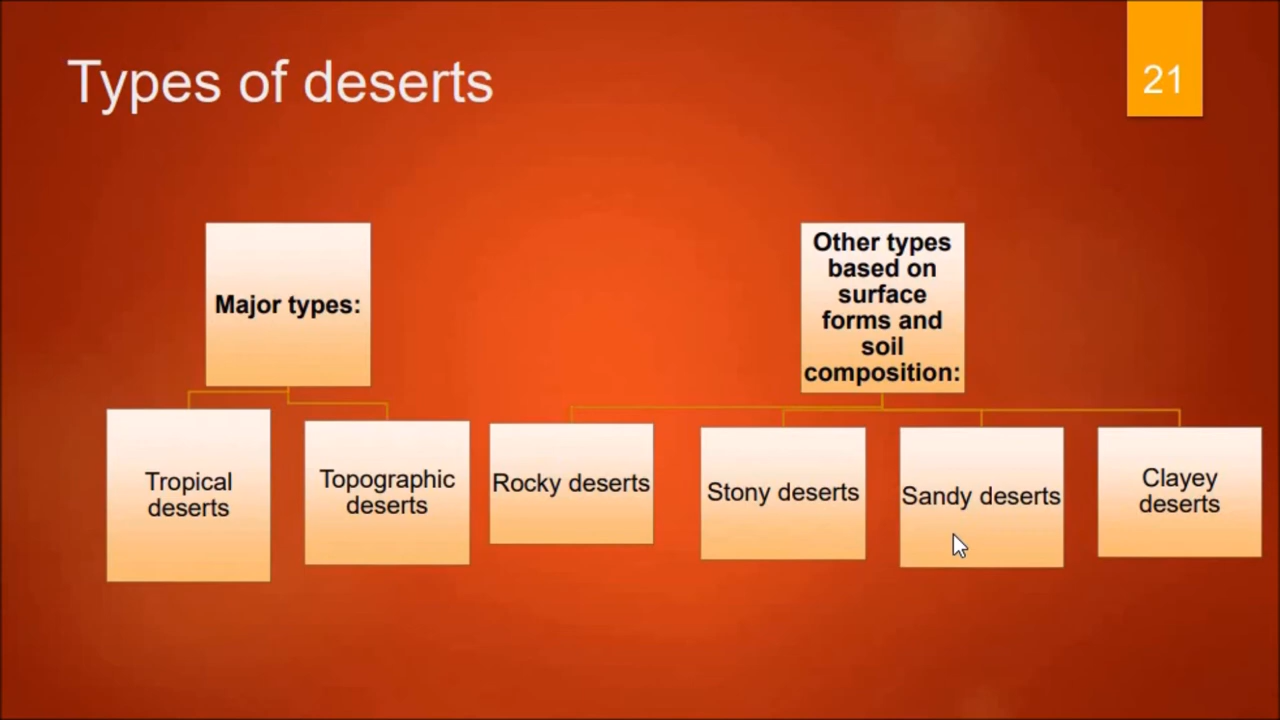 Types of deserts
21
Major types:
Other types
based on
surface
forms and
soil
composition:
Tropical
deserts
Topographic
deserts
Rocky deserts
Stony deserts
Sandy deserts
Clayey
deserts